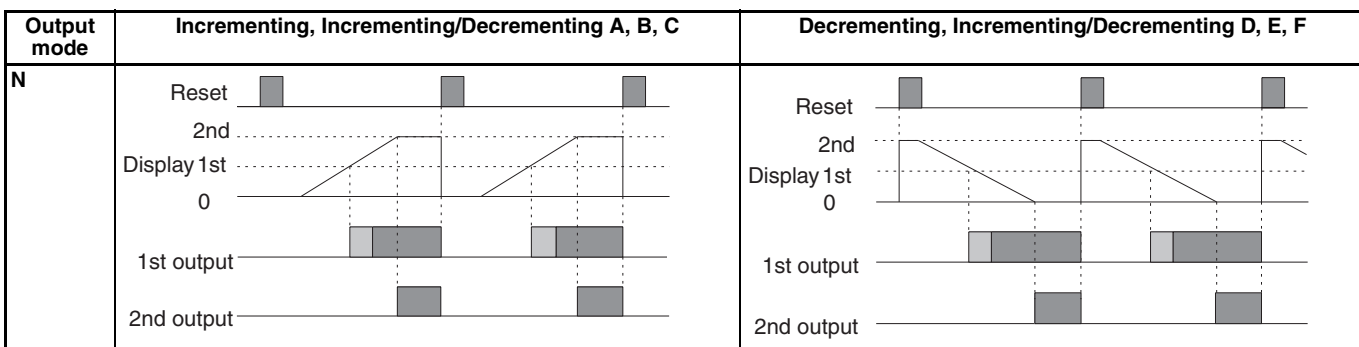 Output mode
Incrementing, Incrementing/Decrementing A, B, C
Decrementing, Incrementing/Decrementing D, E, F
N
Reset
2nd
Display 1st
0
1st output
2nd output
Reset
2nd
Display 1st
0
1st output
2nd output